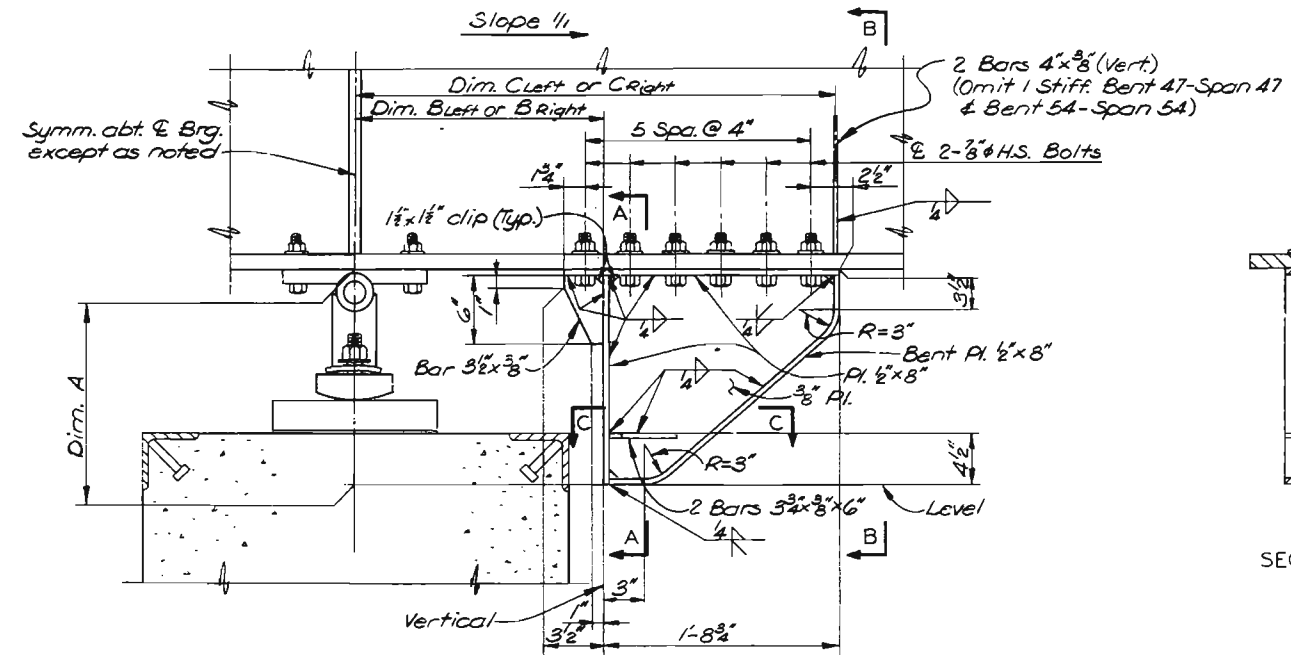 Slope 1/1
B
2 Bars 4"x3/8" (Vert.)
(Omit 1 Stiff. Bent 47-Span 47
& Bent 54-Span 54)
Dim. CLeft or CRight
Dim. BLeft or BRight
Symm. abt. ℄ Brg.
except as noted
5 Spa. @ 4"
℄ 2-7/8"ϕ H.S. Bolts
1 3/4"
2 1/2"
1 1/2"x1 1/2" clip (Typ.)
A
1/4
6"
1"
3 1/2"
1/4
1/4
R=3"
Bar 3 1/2"x3/8"
Bent Pl. 1/2"x8"
Pl. 1/2"x8"
1/4
3/8" Pl.
Dim. A
C
C
R=3"
4 1/2"
2 Bars 3 3/4"x3/8"x6"
Level
1/4
A
B
SEC
3"
Vertical
1"
3 1/2"
1'-8 3/4"